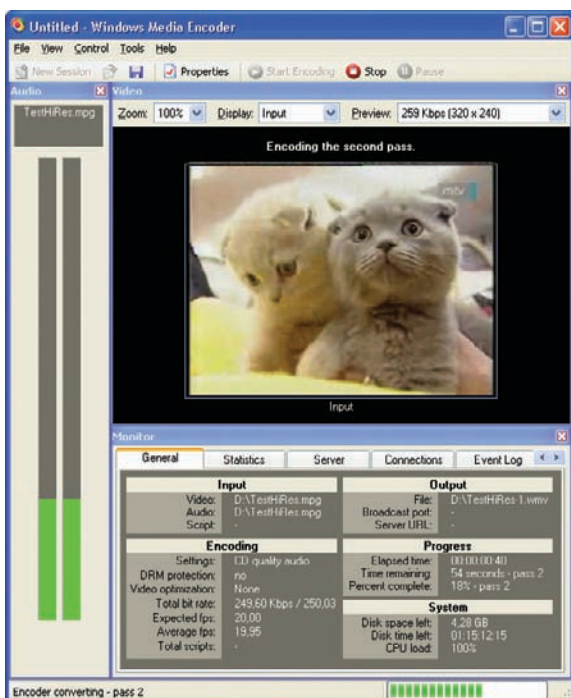 Untitled - Windows Media Encoder
File View Control Tools Help
New Session Properties Start Encoding Stop Pause
Audio
Video
TestHiRes.mpg
Zoom: 100% Display: Input Preview: 259 Kbps (320 x 240)
Encoding the second pass.
mtv
Input
Monitor
General Statistics Server Connections Event Log
Input
Video: D:\TestHiRes.mpg
Audio: D:\TestHiRes.mpg
Script: -
Output
File: D:\TestHiRes-1.wmv
Broadcast port: -
Server URL: -
Encoding
Settings: CD quality audio
DRM protection: no
Video optimization: None
Total bit rate: 249,60 Kbps / 250,03
Expected fps: 20,00
Average fps: 19,95
Total scripts: -
Progress
Elapsed time: 00:00:00:40
Time remaining: 54 seconds - pass 2
Percent complete: 18% - pass 2
System
Disk space left: 4,28 GB
Disk time left: 01:15:12:15
CPU load: 100%
Encoder converting - pass 2